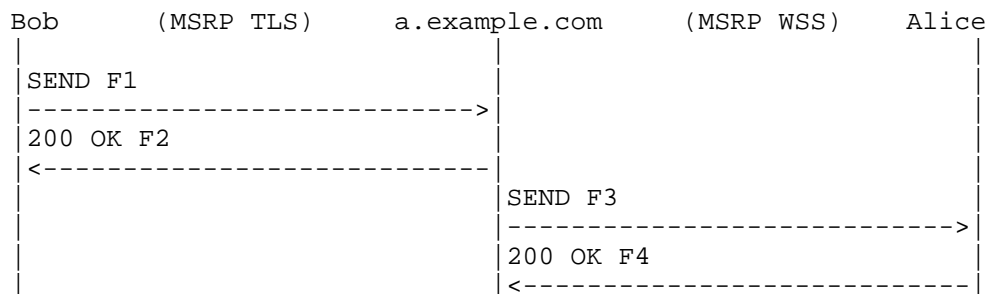 Bob (MSRP TLS) a.example.com (MSRP WSS) Alice
SEND F1
200 OK F2
SEND F3
200 OK F4